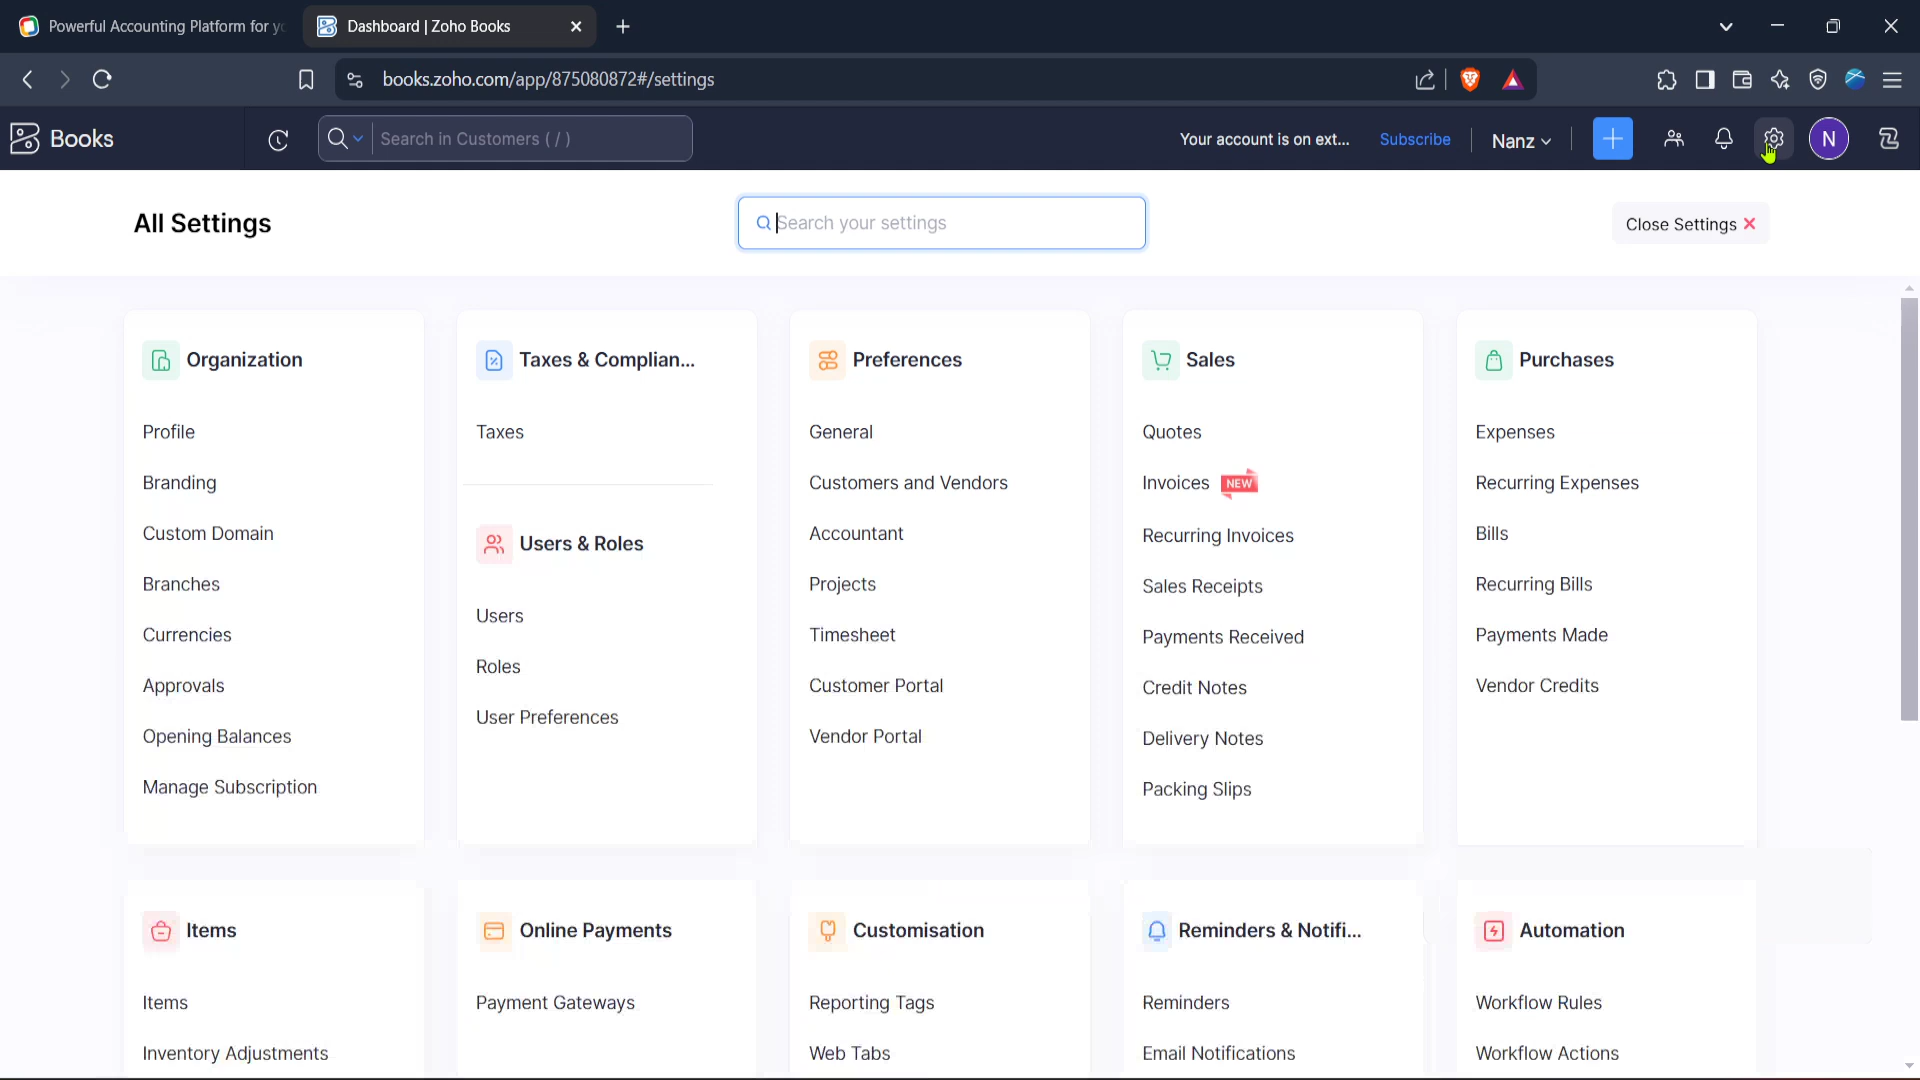 Powerful Accounting Platform for yo
Dashboard | Zoho Books
books.zoho.com/app/875080872#/settings
Books
Search in Customers ( / )
Your account is on ext...
Subscribe
Nanz
N
All Settings
Search your settings
Close Settings
Organization
Profile
Branding
Custom Domain
Branches
Currencies
Approvals
Opening Balances
Manage Subscription
Taxes & Complian...
Taxes
Users & Roles
Users
Roles
User Preferences
Preferences
General
Customers and Vendors
Accountant
Projects
Timesheet
Customer Portal
Vendor Portal
Sales
Quotes
Invoices NEW
Recurring Invoices
Sales Receipts
Payments Received
Credit Notes
Delivery Notes
Packing Slips
Purchases
Expenses
Recurring Expenses
Bills
Recurring Bills
Payments Made
Vendor Credits
Items
Items
Inventory Adjustments
Online Payments
Payment Gateways
Customisation
Reporting Tags
Web Tabs
Reminders & Notifi...
Reminders
Email Notifications
Automation
Workflow Rules
Workflow Actions